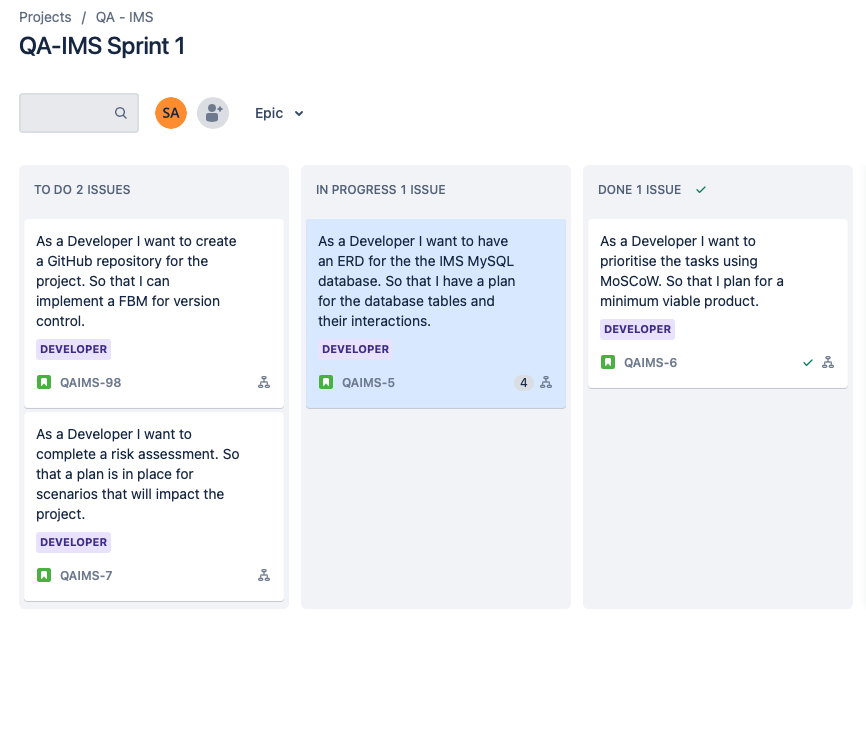 Projects / QA - IMS
QA-IMS Sprint 1
SA
Epic
TO DO 2 ISSUES
As a Developer I want to create
a GitHub repository for the
project. So that I can
implement a FBM for version
control.
DEVELOPER
QAIMS-98
As a Developer I want to
complete a risk assessment. So
that a plan is in place for
scenarios that will impact the
project.
DEVELOPER
QAIMS-7
IN PROGRESS 1 ISSUE
As a Developer I want to have
an ERD for the the IMS MySQL
database. So that I have a plan
for the database tables and
their interactions.
DEVELOPER
QAIMS-5 4
DONE 1 ISSUE
As a Developer I want to
prioritise the tasks using
MoSCoW. So that I plan for a
minimum viable product.
DEVELOPER
QAIMS-6